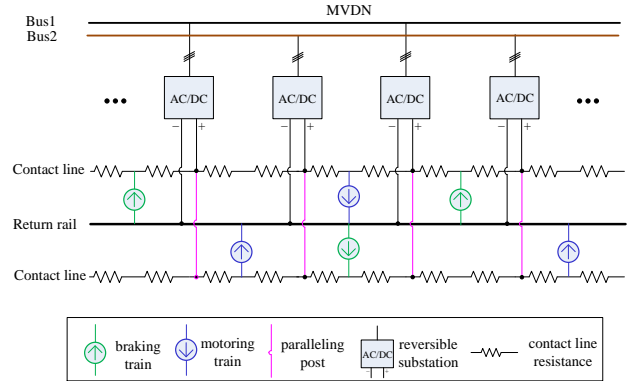 MVDN
Bus1
Bus2
AC/DC AC/DC AC/DC AC/DC
••• •••
− + − + − + − +
Contact line
Return rail
Contact line
braking train
motoring train
paralleling post
AC/DC
− +
reversible substation
contact line resistance